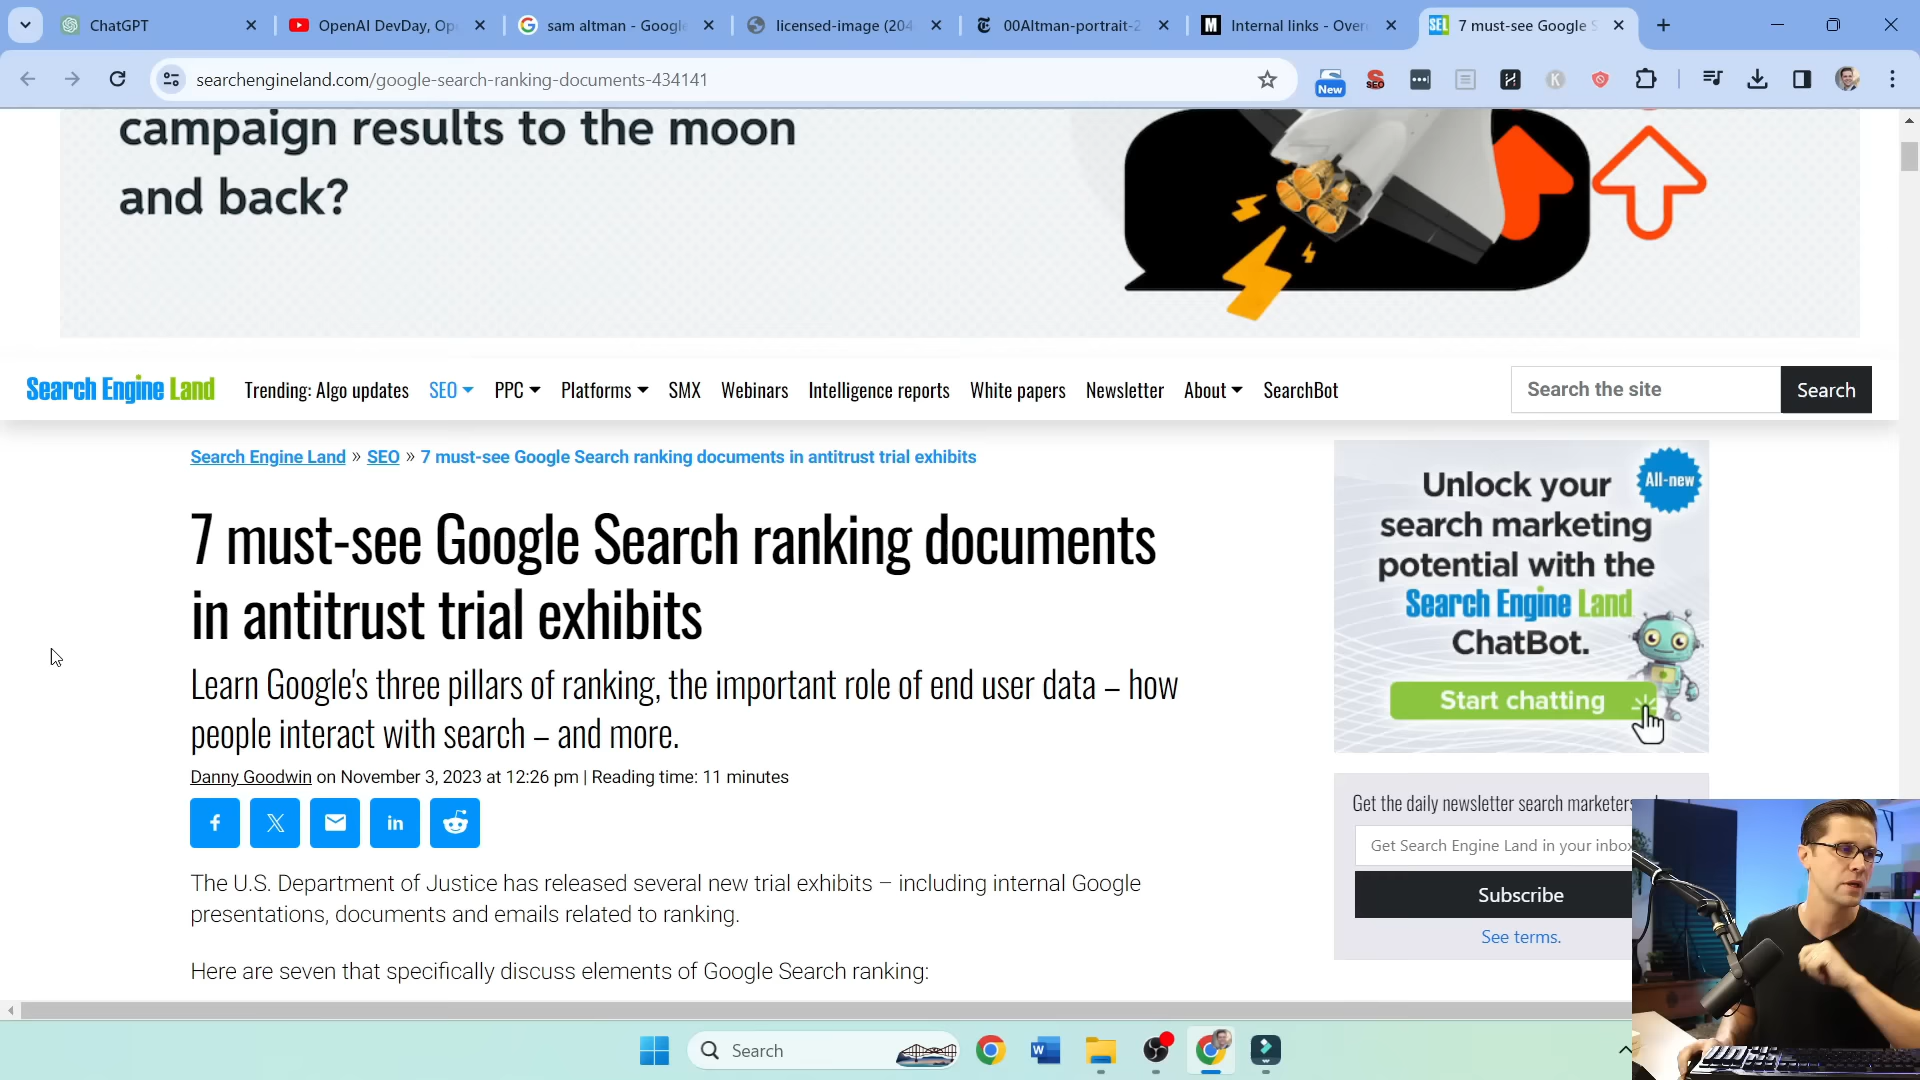 ChatGPT
OpenAI DevDay, Op
sam altman - Google
licensed-image (204
00Altman-portrait-2
Internal links - Over
7 must-see Google S
searchengineland.com/google-search-ranking-documents-434141
New
SEO
campaign results to the moon
and back?
Search Engine Land
Trending: Algo updates
SEO
PPC
Platforms
SMX
Webinars
Intelligence reports
White papers
Newsletter
About
SearchBot
Search the site
Search
Search Engine Land » SEO » 7 must-see Google Search ranking documents in antitrust trial exhibits
7 must-see Google Search ranking documents
in antitrust trial exhibits
Learn Google's three pillars of ranking, the important role of end user data – how
people interact with search – and more.
Danny Goodwin on November 3, 2023 at 12:26 pm | Reading time: 11 minutes
The U.S. Department of Justice has released several new trial exhibits – including internal Google
presentations, documents and emails related to ranking.
Here are seven that specifically discuss elements of Google Search ranking:
All-new
Unlock your
search marketing
potential with the
Search Engine Land
ChatBot.
Start chatting
Get the daily newsletter search marketers
Get Search Engine Land in your inbox
Subscribe
See terms.
Search